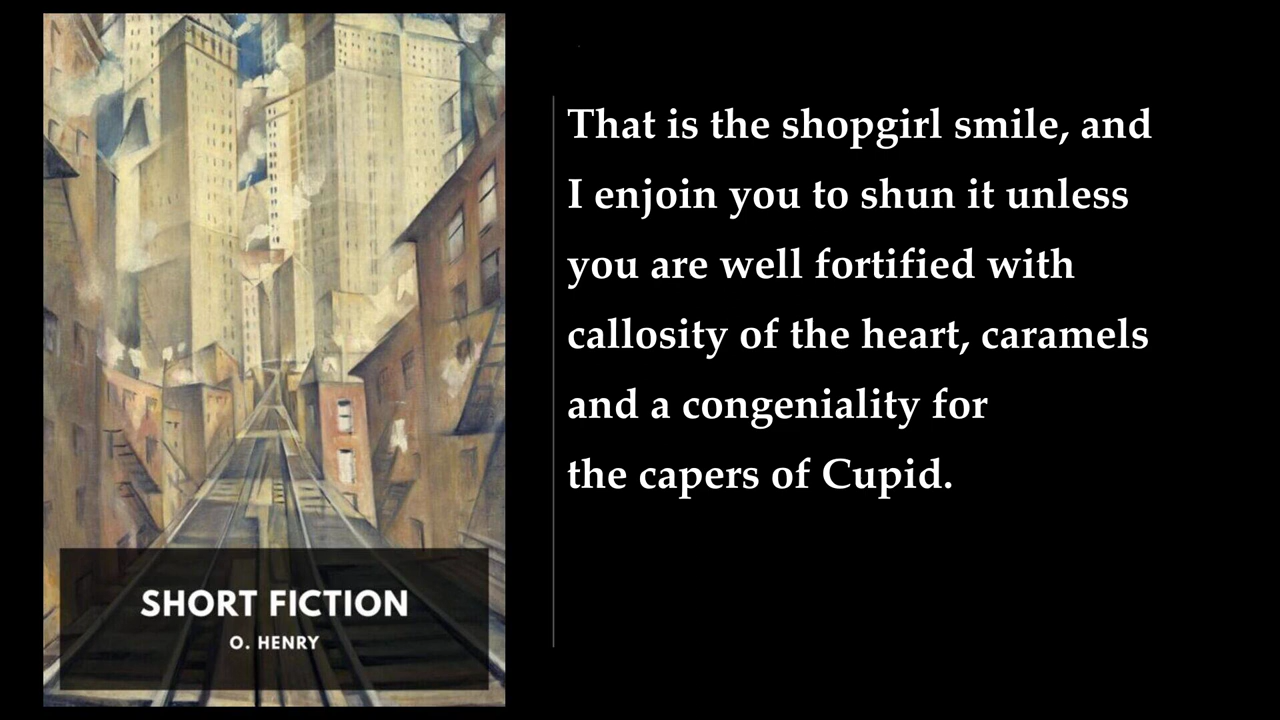 SHORT FICTION
O. HENRY
That is the shopgirl smile, and
I enjoin you to shun it unless
you are well fortified with
callosity of the heart, caramels
and a congeniality for
the capers of Cupid.